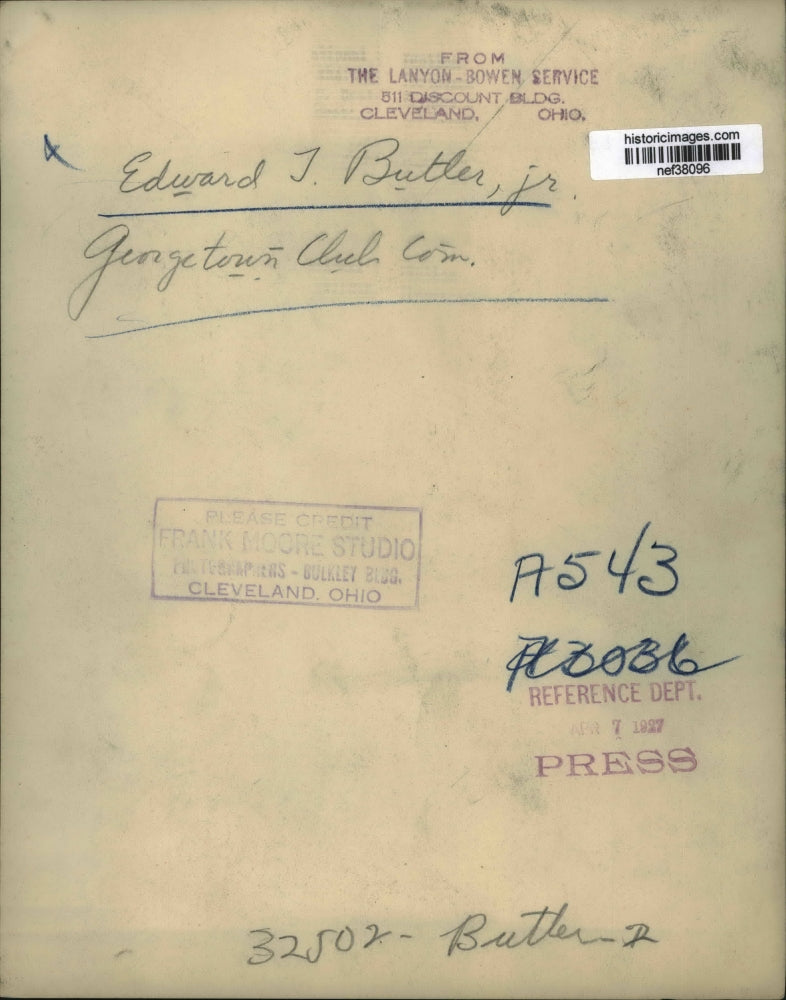 FROM
THE LANYON-BOWEN SERVICE
511 DISCOUNT BLDG.
CLEVELAND, OHIO.
historicimages.com
nef38096
Edward J. Butler, jr.
Georgetown Club Com.
PLEASE CREDIT
FRANK MOORE STUDIO
PHOTOGRAPHERS - BULKLEY BLDG.
CLEVELAND, OHIO
A543
REFERENCE DEPT.
APR 7 1927
PRESS
32502- Butler-